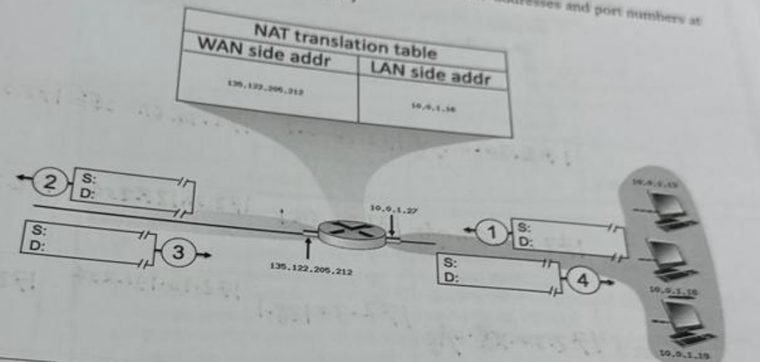 addresses and port numbers at
NAT translation table
WAN side addr
LAN side addr
135.122.205.212
10.0.1.18
2
S:
D:
S:
D:
3
10.0.1.27
135.122.205.212
1
S:
D:
S:
D:
4
10.0.1.18
10.0.1.19